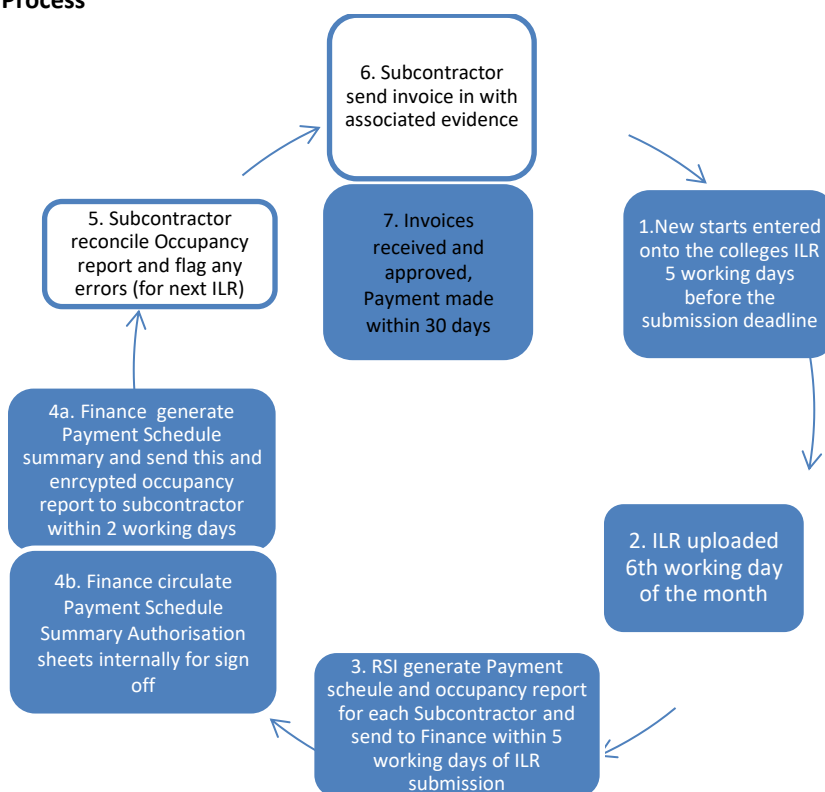 Process
6. Subcontractor
send invoice in with
associated evidence
7. Invoices
received and
approved,
Payment made
within 30 days
1.New starts entered
onto the colleges ILR
5 working days
before the
submission deadline
2. ILR uploaded
6th working day
of the month
3. RSI generate Payment
scheule and occupancy report
for each Subcontractor and
send to Finance within 5
working days of ILR
submission
4a. Finance generate
Payment Schedule
summary and send this and
enrcypted occupancy
report to subcontractor
within 2 working days
4b. Finance circulate
Payment Schedule
Summary Authorisation
sheets internally for sign
off
5. Subcontractor
reconcile Occupancy
report and flag any
errors (for next ILR)